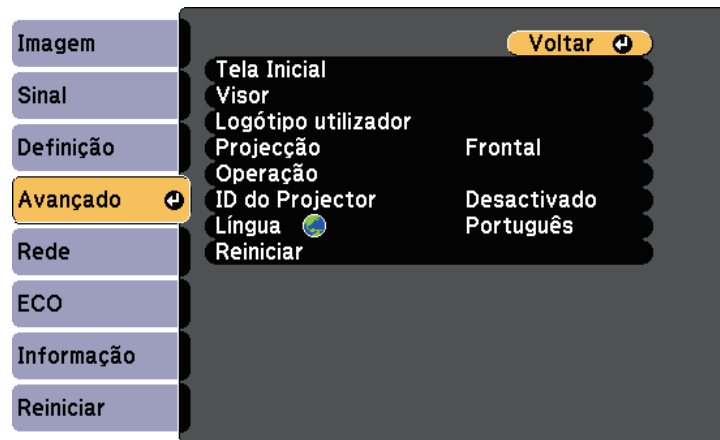 Imagem
Sinal
Definição
Avançado
Rede
ECO
Informação
Reiniciar
Voltar
Tela Inicial
Visor
Logótipo utilizador
Projecção Frontal
Operação
ID do Projector Desactivado
Língua Português
Reiniciar